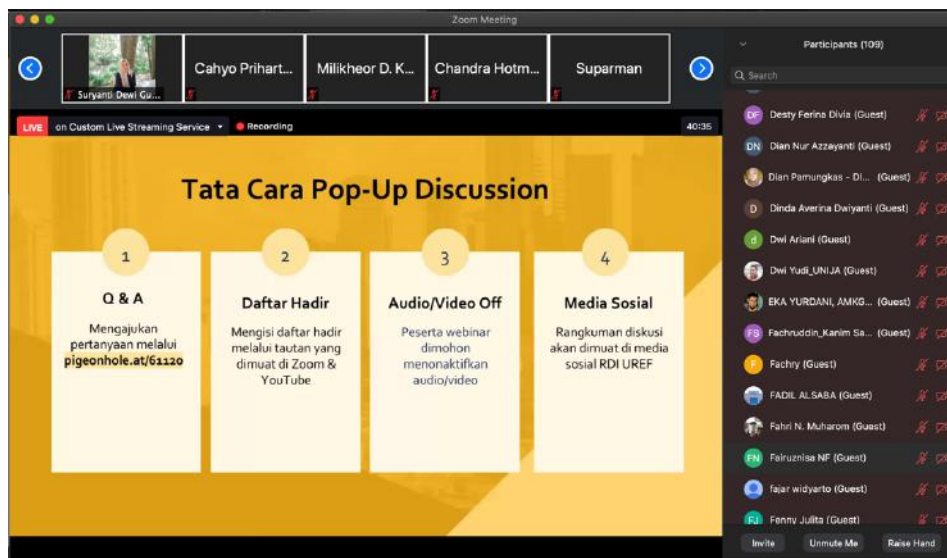 Zoom Meeting
Suryanti Dewi Gu...
Cahyo Prihart...
Milikheor D. K...
Chandra Hotm...
Suparman
LIVE on Custom Live Streaming Service
Recording
40:35
Tata Cara Pop-Up Discussion
1
Q & A
Mengajukan
pertanyaan melalui
pigeonhole.at/61120
2
Daftar Hadir
Mengisi daftar hadir
melalui tautan yang
dimuat di Zoom &
YouTube
3
Audio/Video Off
Peserta webinar
dimohon
menonaktifkan
audio/video
4
Media Sosial
Rangkuman diskusi
akan dimuat di media
sosial RDI UREF
Participants (109)
Search
DF Desty Ferina Divia (Guest)
DN Dian Nur Azzayanti (Guest)
Dian Pamungkas - DI... (Guest)
D Dinda Averina Dwiyanti (Guest)
d Dwi Ariani (Guest)
Dwi Yudi_UNIJA (Guest)
EKA YURDANI, AMKG... (Guest)
FS Fachruddin_Kanim Sa... (Guest)
F Fachry (Guest)
FADIL ALSABA (Guest)
Fahri N. Muharom (Guest)
FN Fairuznisa NF (Guest)
fajar widyarto (Guest)
FJ Fenny Julita (Guest)
Invite
Unmute Me
Raise Hand